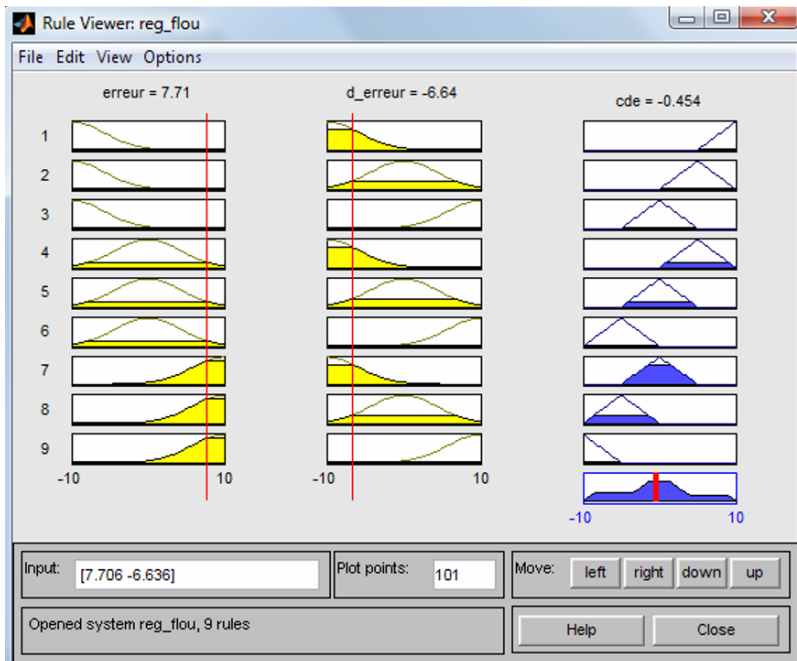 Rule Viewer: reg_flou
File Edit View Options
erreur = 7.71
d_erreur = -6.64
cde = -0.454
1
2
3
4
5
6
7
8
9
-10 10
-10 10
-10 10
Input: [7.706 -6.636]
Plot points: 101
Move: left right down up
Opened system reg_flou, 9 rules
Help Close